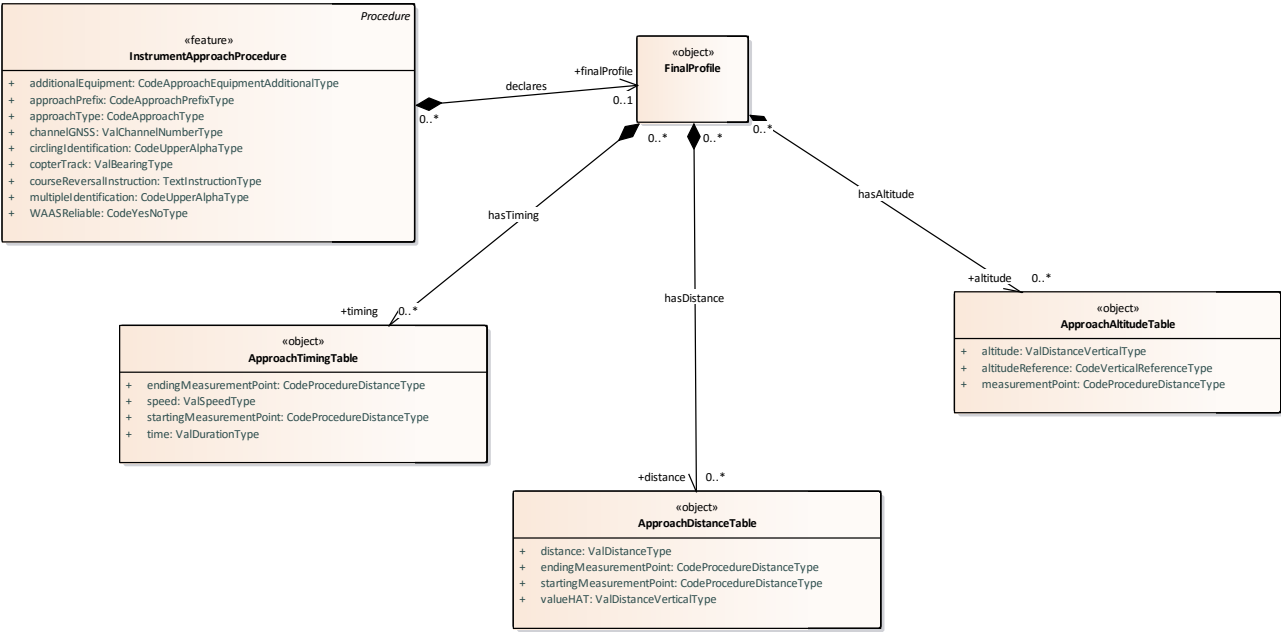 Procedure
«feature»
InstrumentApproachProcedure
+ additionalEquipment: CodeApproachEquipmentAdditionalType
+ approachPrefix: CodeApproachPrefixType
+ approachType: CodeApproachType
+ channelGNSS: ValChannelNumberType
+ circlingIdentification: CodeUpperAlphaType
+ copterTrack: ValBearingType
+ courseReversalInstruction: TextInstructionType
+ multipleIdentification: CodeUpperAlphaType
+ WAASReliable: CodeYesNoType
0..*
declares
+finalProfile
0..1
«object»
FinalProfile
0..*
0..*
0..*
hasTiming
hasDistance
hasAltitude
+timing
0..*
«object»
ApproachTimingTable
+ endingMeasurementPoint: CodeProcedureDistanceType
+ speed: ValSpeedType
+ startingMeasurementPoint: CodeProcedureDistanceType
+ time: ValDurationType
+distance
0..*
«object»
ApproachDistanceTable
+ distance: ValDistanceType
+ endingMeasurementPoint: CodeProcedureDistanceType
+ startingMeasurementPoint: CodeProcedureDistanceType
+ valueHAT: ValDistanceVerticalType
+altitude
0..*
«object»
ApproachAltitudeTable
+ altitude: ValDistanceVerticalType
+ altitudeReference: CodeVerticalReferenceType
+ measurementPoint: CodeProcedureDistanceType